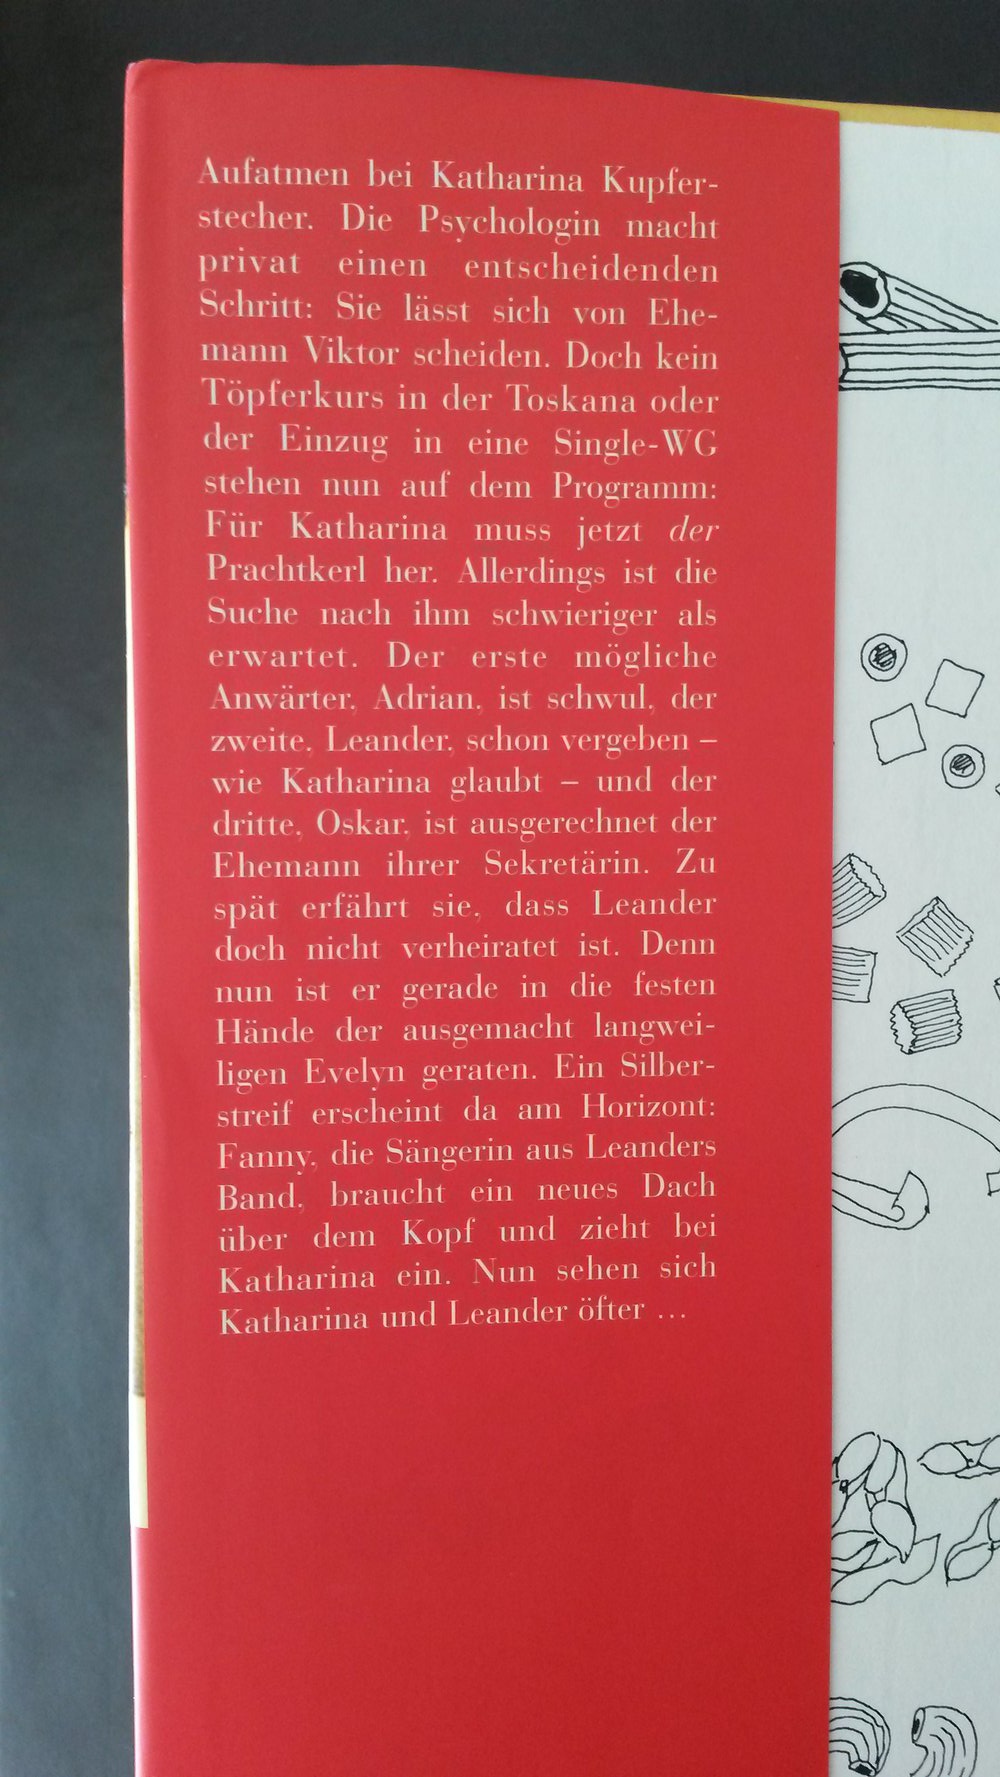 Aufatmen bei Katharina Kupfer-
stecher. Die Psychologin macht
privat einen entscheidenden
Schritt: Sie lässt sich von Ehe-
mann Viktor scheiden. Doch kein
Töpferkurs in der Toskana oder
der Einzug in eine Single-WG
stehen nun auf dem Programm:
Für Katharina muss jetzt der
Prachtkerl her. Allerdings ist die
Suche nach ihm schwieriger als
erwartet. Der erste mögliche
Anwärter, Adrian, ist schwul, der
zweite, Leander, schon vergeben –
wie Katharina glaubt – und der
dritte, Oskar, ist ausgerechnet der
Ehemann ihrer Sekretärin. Zu
spät erfährt sie, dass Leander
doch nicht verheiratet ist. Denn
nun ist er gerade in die festen
Hände der ausgemacht langwei-
ligen Evelyn geraten. Ein Silber-
streif erscheint da am Horizont:
Fanny, die Sängerin aus Leanders
Band, braucht ein neues Dach
über dem Kopf und zieht bei
Katharina ein. Nun sehen sich
Katharina und Leander öfter ...